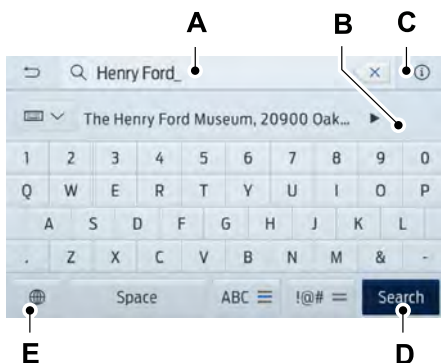 A
B
C
Henry Ford_
The Henry Ford Museum, 20900 Oak...
1 2 3 4 5 6 7 8 9 0
Q W E R T Y U I O P
A S D F G H J K L
. Z X C V B N M & -
Space ABC !@# Search
E
D